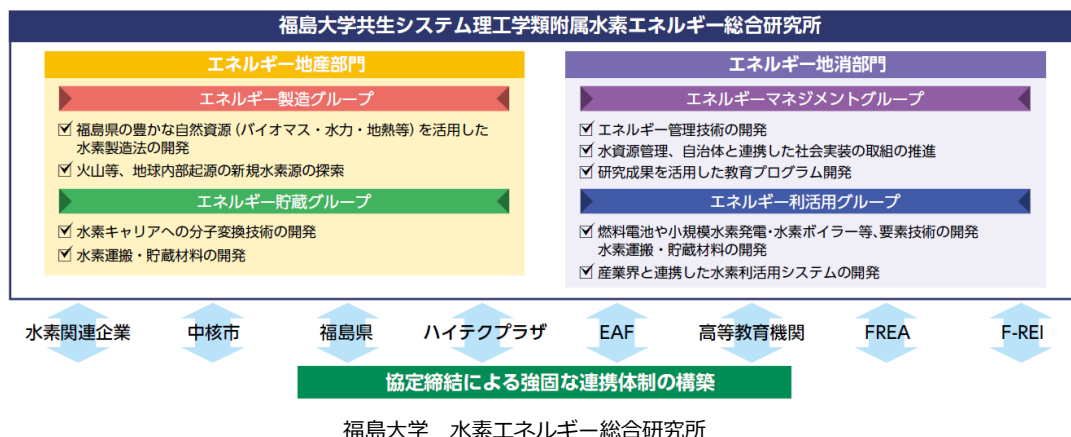 福島大学共生システム理工学類附属水素エネルギー総合研究所
エネルギー地産部門
エネルギー製造グループ
福島県の豊かな自然資源（バイオマス・水力・地熱等）を活用した
水素製造法の開発
火山等、地球内部起源の新規水素源の探索
エネルギー貯蔵グループ
水素キャリアへの分子変換技術の開発
水素運搬・貯蔵材料の開発
エネルギー地消部門
エネルギーマネジメントグループ
エネルギー管理技術の開発
水資源管理、自治体と連携した社会実装の取組の推進
研究成果を活用した教育プログラム開発
エネルギー利活用グループ
燃料電池や小規模水素発電・水素ボイラー等、要素技術の開発
水素運搬・貯蔵材料の開発
産業界と連携した水素利活用システムの開発
水素関連企業 中核市 福島県 ハイテクプラザ EAF 高等教育機関 FREA F-REI
協定締結による強固な連携体制の構築
福島大学　水素エネルギー総合研究所